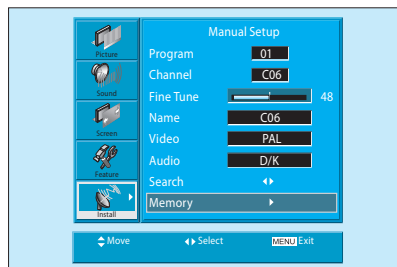 Manual Setup
Picture
Sound
Screen
Feature
Install
Program 01
Channel C06
Fine Tune 48
Name C06
Video PAL
Audio D/K
Search
Memory
Move Select MENU Exit